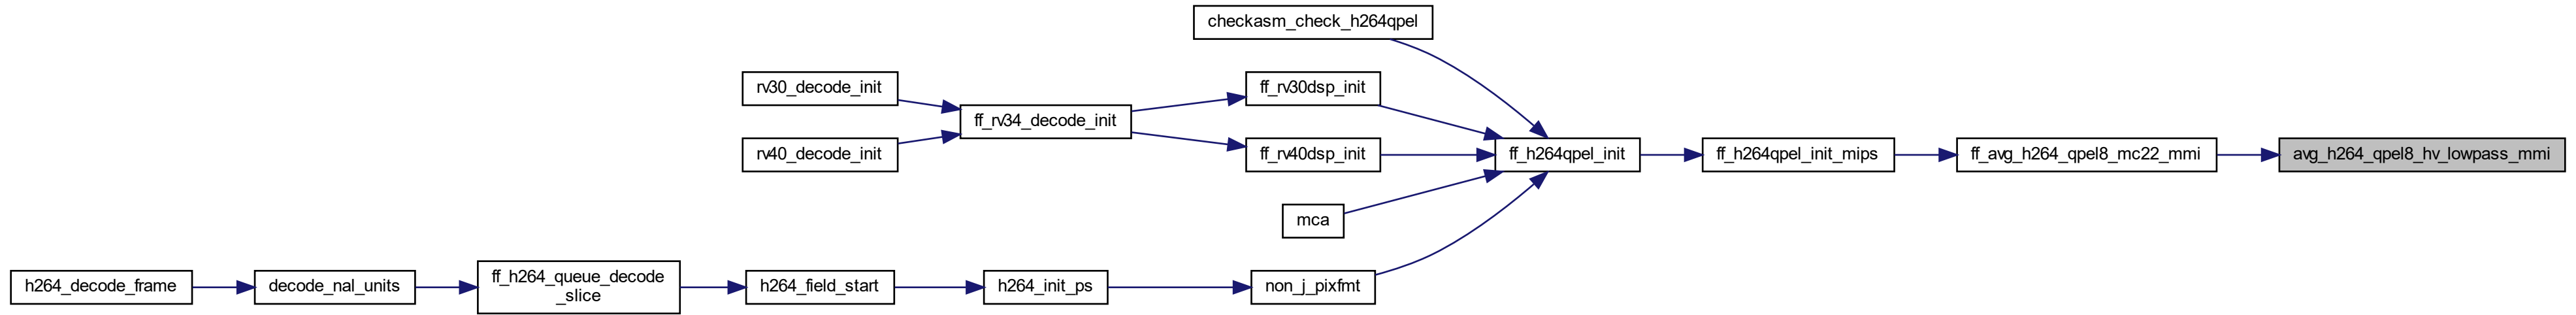 checkasm_check_h264qpel
rv30_decode_init
ff_rv30dsp_init
ff_rv34_decode_init
rv40_decode_init
ff_rv40dsp_init
ff_h264qpel_init
ff_h264qpel_init_mips
ff_avg_h264_qpel8_mc22_mmi
avg_h264_qpel8_hv_lowpass_mmi
mca
h264_decode_frame
decode_nal_units
ff_h264_queue_decode
_slice
h264_field_start
h264_init_ps
non_j_pixfmt